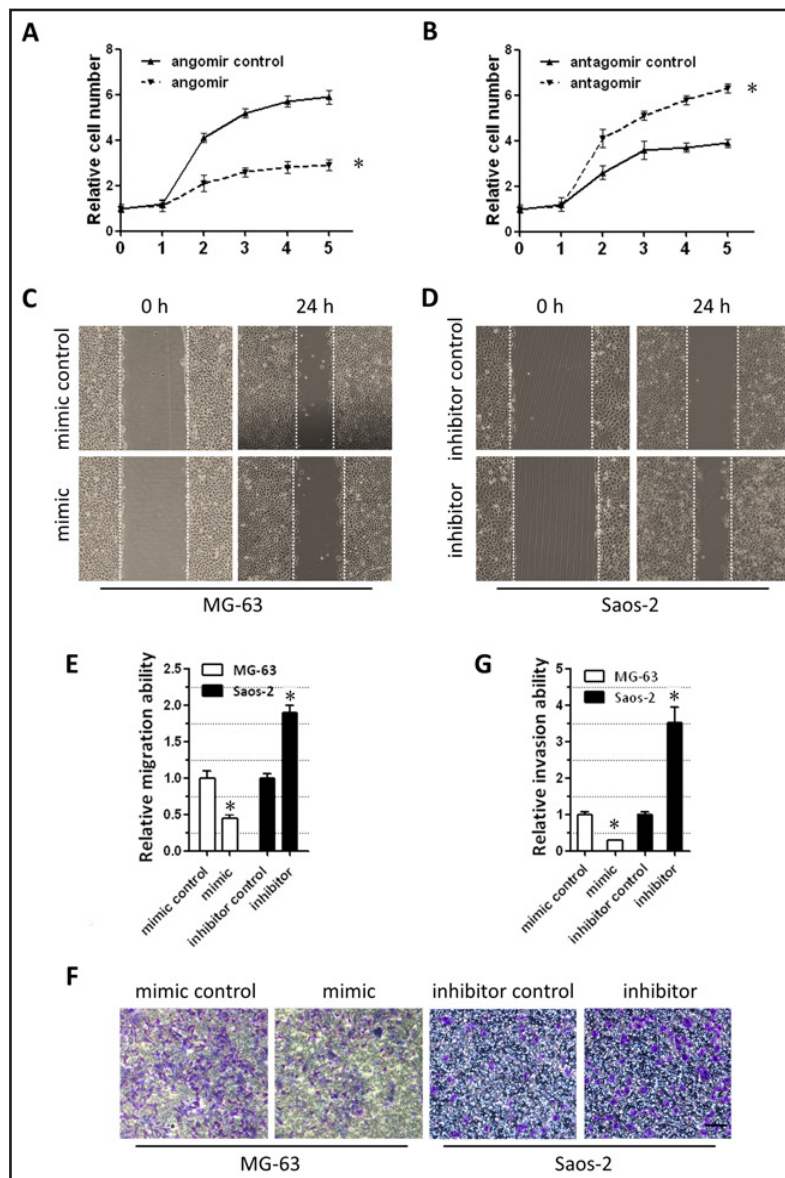 A
Relative cell number
8
6
4
2
0
angomir control
angomir
*
0 1 2 3 4 5
B
Relative cell number
8
6
4
2
0
antagomir control
antagomir
*
0 1 2 3 4 5
C
0 h 24 h
mimic control
mimic
MG-63
D
0 h 24 h
inhibitor control
inhibitor
Saos-2
E
Relative migration ability
2.5
2.0
1.5
1.0
0.5
0.0
MG-63
Saos-2
*
*
mimic control
mimic
inhibitor control
inhibitor
G
Relative invasion ability
5
4
3
2
1
0
MG-63
Saos-2
*
*
mimic control
mimic
inhibitor control
inhibitor
F
mimic control mimic inhibitor control inhibitor
MG-63 Saos-2